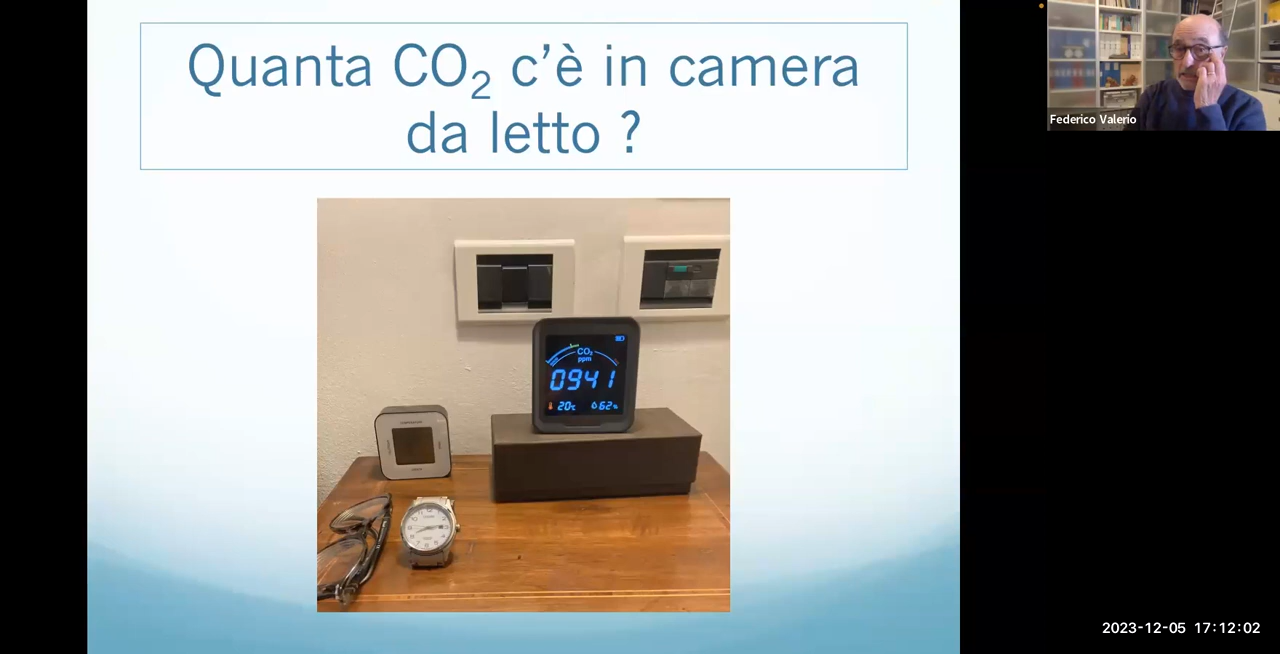 Quanta CO₂ c'è in camera
da letto ?
CO₂
ppm
0941
20℃ 62%
Federico Valerio
2023-12-05 17:12:02